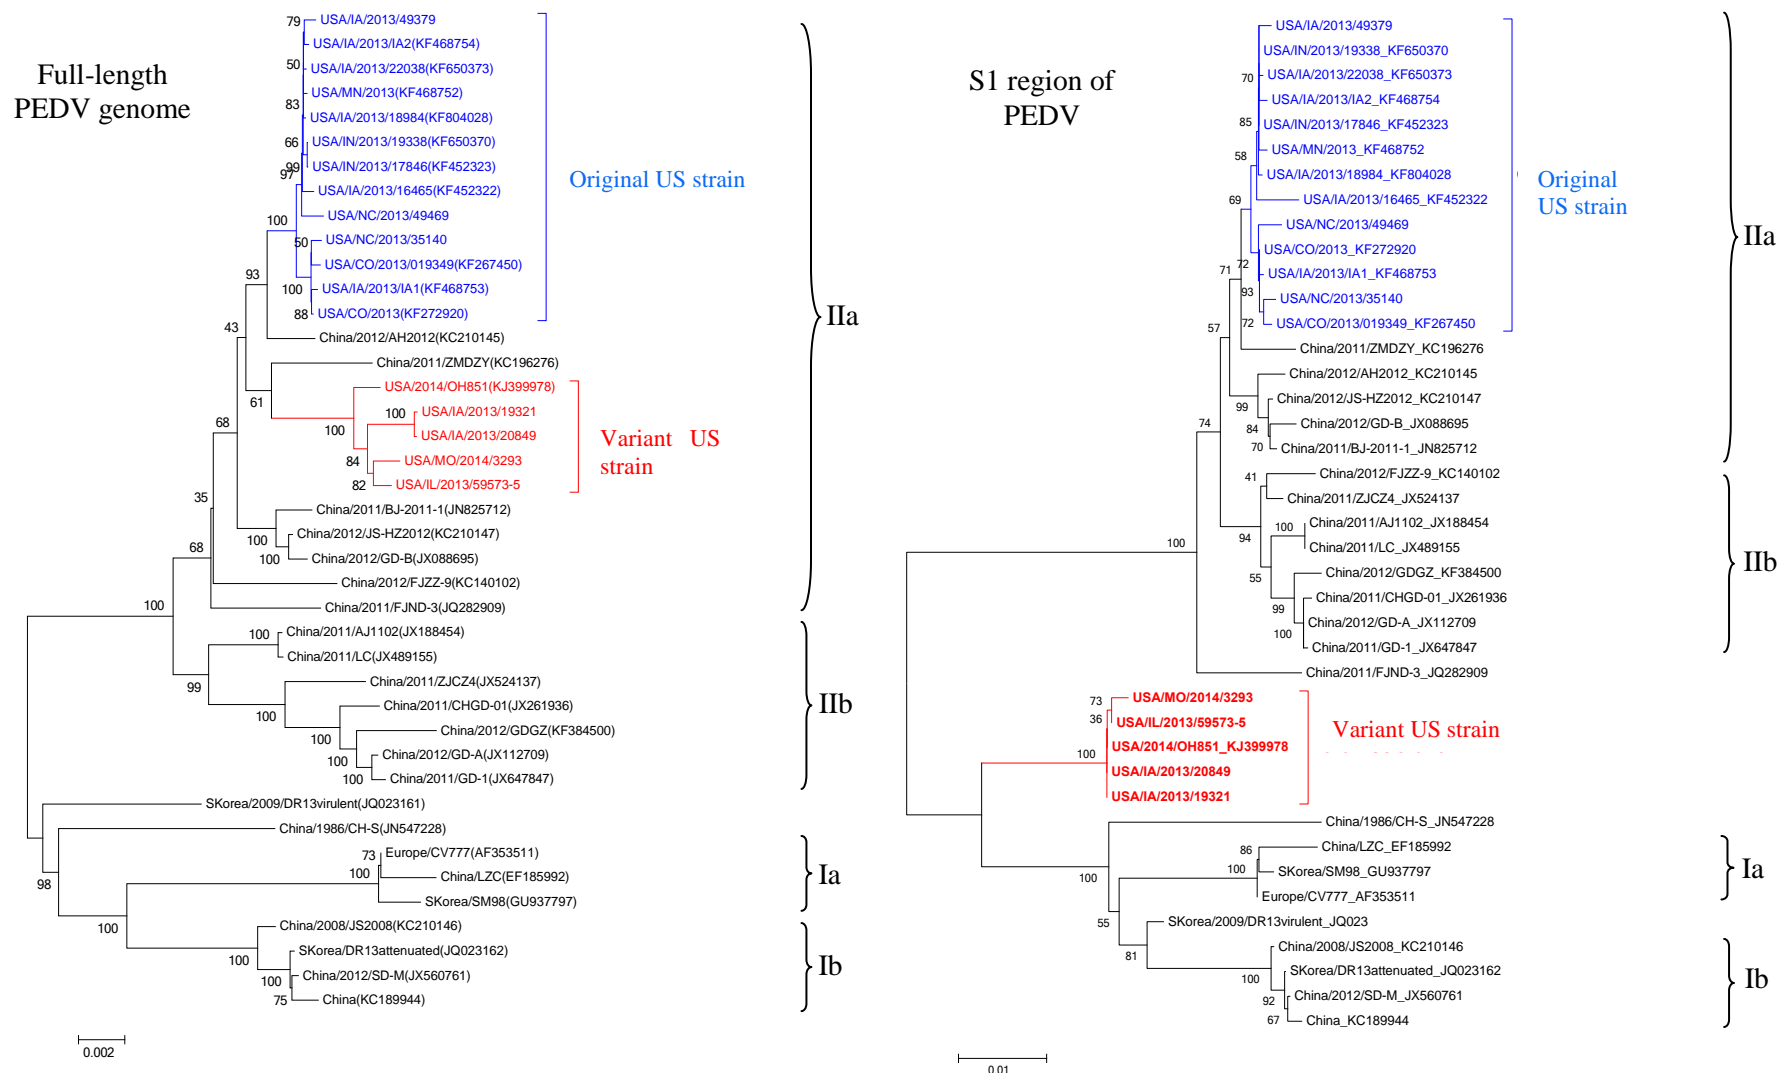 Full-length
PEDV genome
79
USA/IA/2013/49379
USA/IA/2013/IA2(KF468754)
50
USA/IA/2013/22038(KF650373)
USA/MN/2013(KF468752)
83
USA/IA/2013/18984(KF804028)
66
USA/IN/2013/19338(KF650370)
99
USA/IN/2013/17846(KF452323)
97
USA/IA/2013/16465(KF452322)
100
USA/NC/2013/49469
50
USA/NC/2013/35140
USA/CO/2013/019349(KF267450)
93
100
USA/IA/2013/IA1(KF468753)
88
USA/CO/2013(KF272920)
Original US strain
43
China/2012/AH2012(KC210145)
China/2011/ZMDZY(KC196276)
61
USA/2014/OH851(KJ399978)
100
USA/IA/2013/19321
100
USA/IA/2013/20849
84
USA/MO/2014/3293
82
USA/IL/2013/59573-5
Variant US
strain
68
35
China/2011/BJ-2011-1(JN825712)
100
China/2012/JS-HZ2012(KC210147)
100
China/2012/GD-B(JX088695)
68
China/2012/FJZZ-9(KC140102)
China/2011/FJND-3(JQ282909)
IIa
100
100
China/2011/AJ1102(JX188454)
China/2011/LC(JX489155)
99
China/2011/ZJCZ4(JX524137)
100
China/2011/CHGD-01(JX261936)
100
China/2012/GDGZ(KF384500)
100
China/2012/GD-A(JX112709)
100
China/2011/GD-1(JX647847)
IIb
SKorea/2009/DR13virulent(JQ023161)
China/1986/CH-S(JN547228)
98
73
Europe/CV777(AF353511)
100
China/LZC(EF185992)
SKorea/SM98(GU937797)
Ia
100
China/2008/JS2008(KC210146)
100
SKorea/DR13attenuated(JQ023162)
100
China/2012/SD-M(JX560761)
75
China(KC189944)
Ib
0.002
S1 region of
PEDV
USA/IA/2013/49379
USA/IN/2013/19338_KF650370
70
USA/IA/2013/22038_KF650373
USA/IA/2013/IA2_KF468754
85
USA/IN/2013/17846_KF452323
58
USA/MN/2013_KF468752
USA/IA/2013/18984_KF804028
69
USA/IA/2013/16465_KF452322
USA/NC/2013/49469
USA/CO/2013_KF272920
72
USA/IA/2013/IA1_KF468753
93
USA/NC/2013/35140
72
USA/CO/2013/019349_KF267450
Original
US strain
71
57
China/2011/ZMDZY_KC196276
China/2012/AH2012_KC210145
99
China/2012/JS-HZ2012_KC210147
84
China/2012/GD-B_JX088695
70
China/2011/BJ-2011-1_JN825712
IIa
74
41
China/2012/FJZZ-9_KC140102
China/2011/ZJCZ4_JX524137
94
100
China/2011/AJ1102_JX188454
China/2011/LC_JX489155
55
China/2012/GDGZ_KF384500
99
China/2011/CHGD-01_JX261936
100
China/2012/GD-A_JX112709
China/2011/GD-1_JX647847
IIb
100
China/2011/FJND-3_JQ282909
73
USA/MO/2014/3293
36
USA/IL/2013/59573-5
100
USA/2014/OH851_KJ399978
USA/IA/2013/20849
USA/IA/2013/19321
Variant US strain
China/1986/CH-S_JN547228
100
86
China/LZC_EF185992
100
SKorea/SM98_GU937797
Europe/CV777_AF353511
Ia
55
SKorea/2009/DR13virulent_JQ023
81
China/2008/JS2008_KC210146
100
SKorea/DR13attenuated_JQ023162
92
China/2012/SD-M_JX560761
67
China_KC189944
Ib
0.01